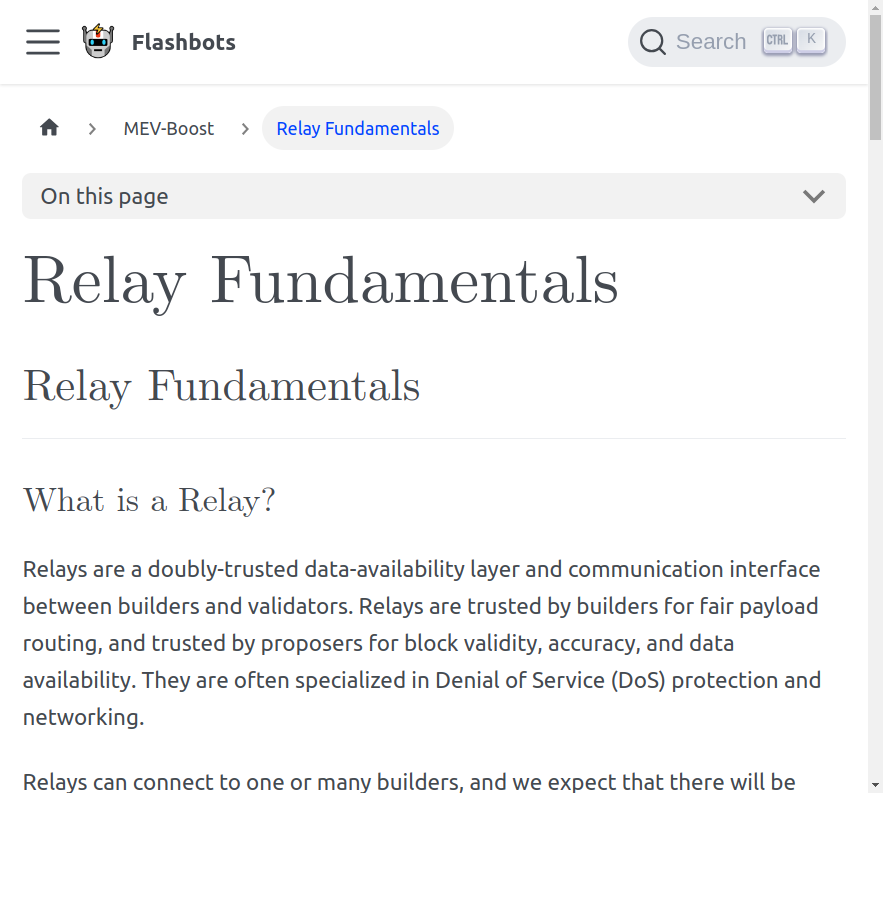 Flashbots
Search CTRL K
MEV-Boost
Relay Fundamentals
On this page
Relay Fundamentals
Relay Fundamentals
What is a Relay?
Relays are a doubly-trusted data-availability layer and communication interface
between builders and validators. Relays are trusted by builders for fair payload
routing, and trusted by proposers for block validity, accuracy, and data
availability. They are often specialized in Denial of Service (DoS) protection and
networking.
Relays can connect to one or many builders, and we expect that there will be